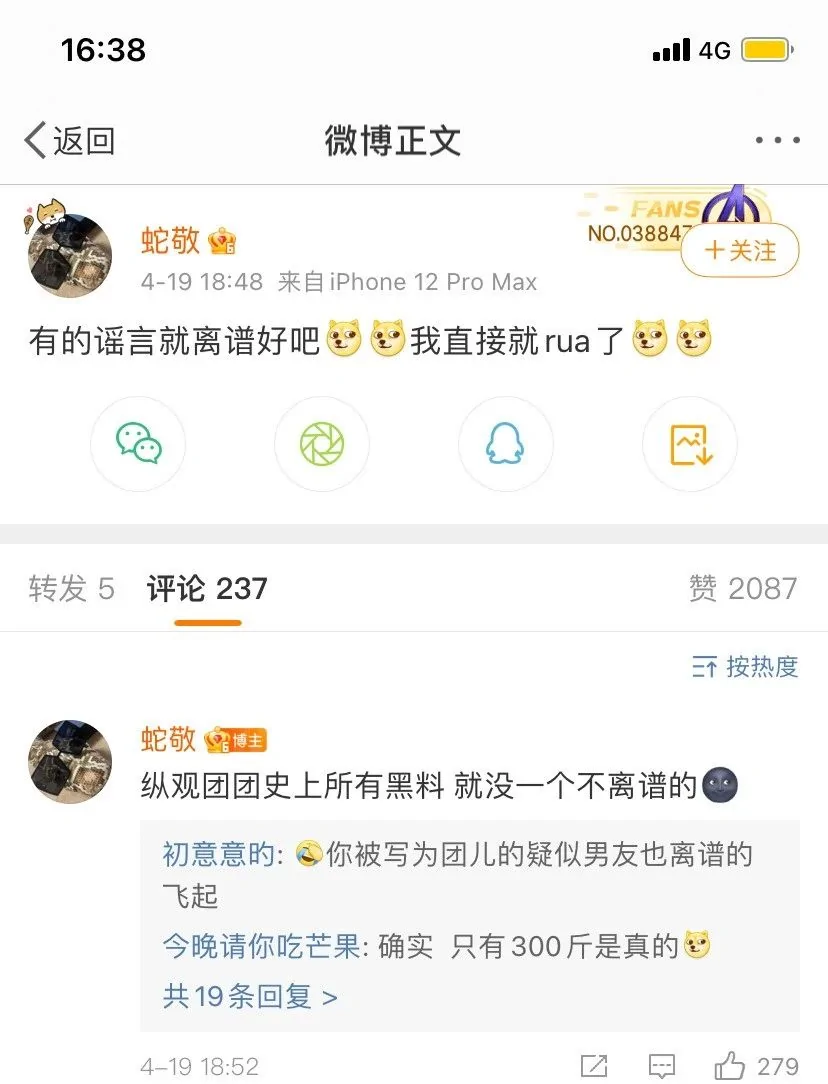 16:38
4G
返回
微博正文
FANS
NO.038847
蛇敬
+关注
4-19 18:48 来自iPhone 12 Pro Max
有的谣言就离谱好吧我直接就rua了
转发 5
评论 237
赞 2087
按热度
蛇敬 博主
纵观团团史上所有黑料 就没一个不离谱的🌚
初意意旳: 🤣你被写为团儿的疑似男友也离谱的
飞起
今晚请你吃芒果: 确实 只有300斤是真的
共19条回复 >
4-19 18:52
279